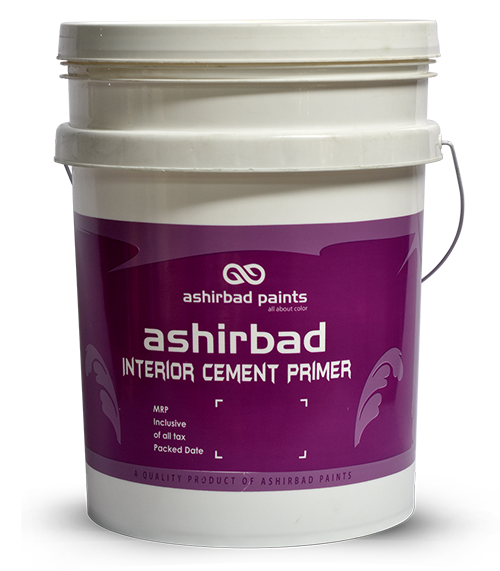 ashirbad paints
all about color
ashirbad
INTERIOR CEMENT PRIMER
MRP
Inclusive
of all tax
Packed Date
A QUALITY PRODUCT OF ASHIRBAD PAINTS